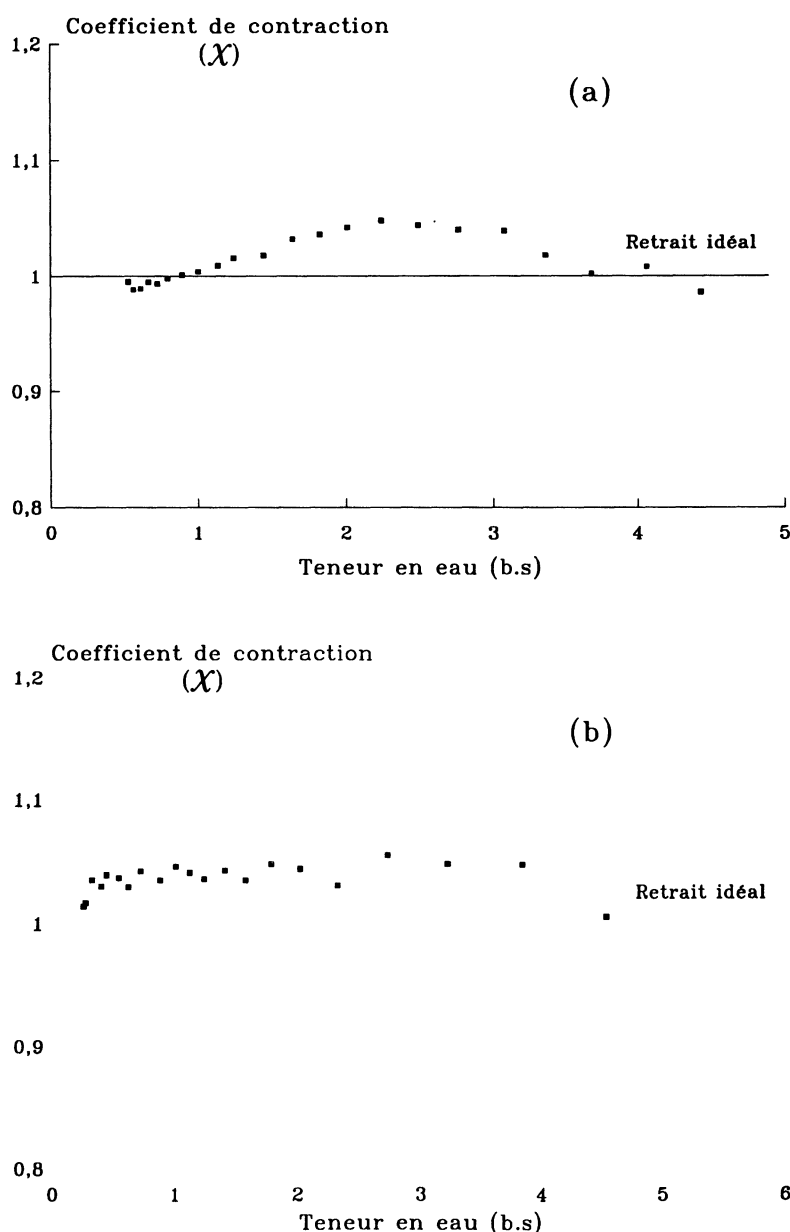 Coefficient de contraction
(X)
1,2
(a)
1,1
Retrait idéal
1
0,9
0,8
0 1 2 3 4 5
Teneur en eau (b.s)
Coefficient de contraction
(X)
1,2
(b)
1,1
Retrait idéal
1
0,9
0,8
0 1 2 3 4 5 6
Teneur en eau (b.s)